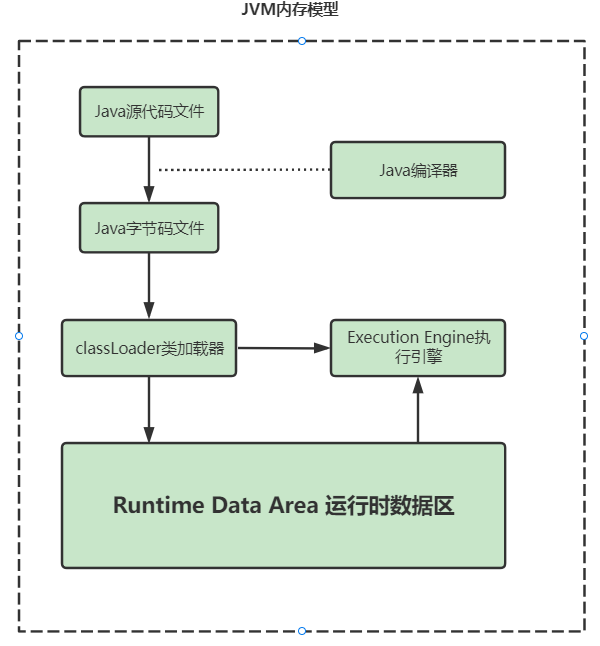 JVM内存模型
Java源代码文件
Java编译器
Java字节码文件
classLoader类加载器
Execution Engine执
行引擎
Runtime Data Area 运行时数据区